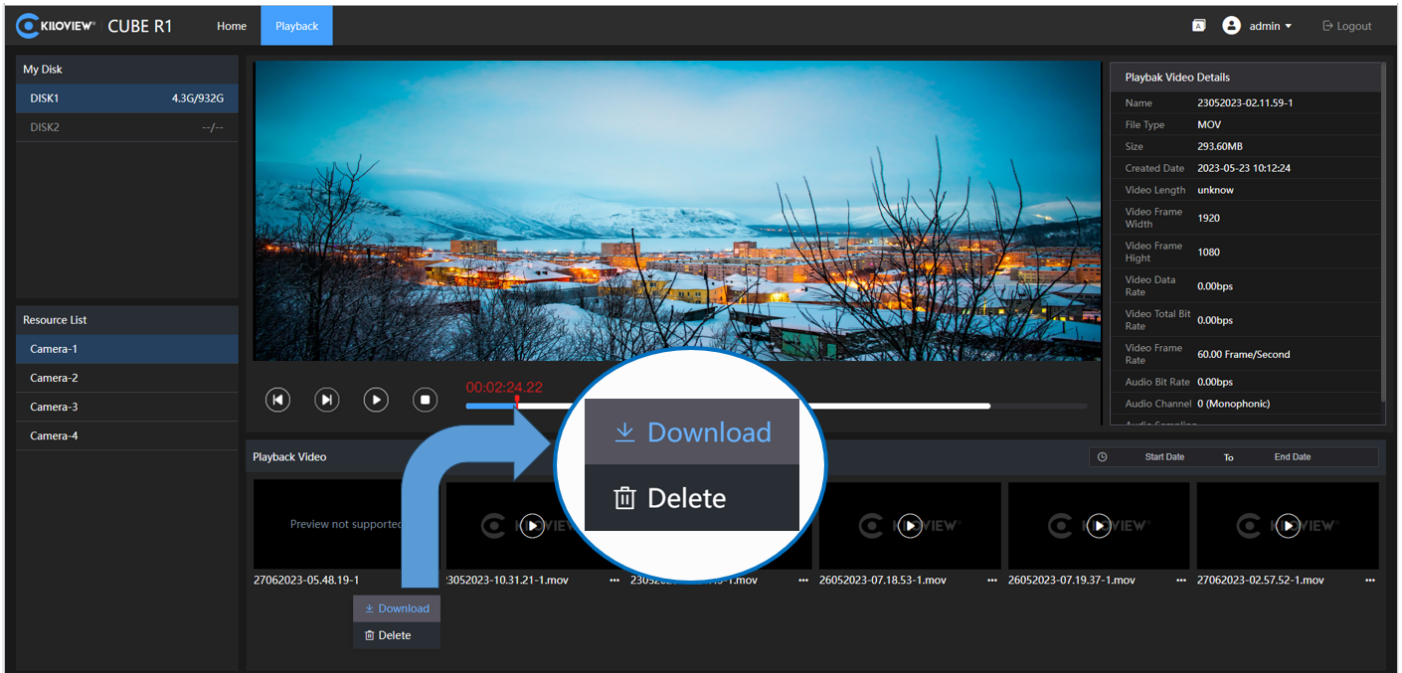 KILOVIEW CUBE R1 Home Playback admin Logout
My Disk
DISK1 4.3G/932G
DISK2 --/--
Resource List
Camera-1
Camera-2
Camera-3
Camera-4
00:02:24.22
Playbak Video Details
Name 23052023-02.11.59-1
File Type MOV
Size 293.60MB
Created Date 2023-05-23 10:12:24
Video Length unknow
Video Frame
Width 1920
Video Frame
Hight 1080
Video Data
Rate 0.00bps
Video Total Bit
Rate 0.00bps
Video Frame
Rate 60.00 Frame/Second
Audio Bit Rate 0.00bps
Audio Channel 0 (Monophonic)
Download
Delete
Playback Video Start Date To End Date
Preview not supported
KILOVIEW KILOVIEW KILOVIEW
27062023-05.48.19-1 3052023-10.31.21-1.mov 26052023-07.18.53-1.mov 26052023-07.19.37-1.mov 27062023-02.57.52-1.mov
Download
Delete